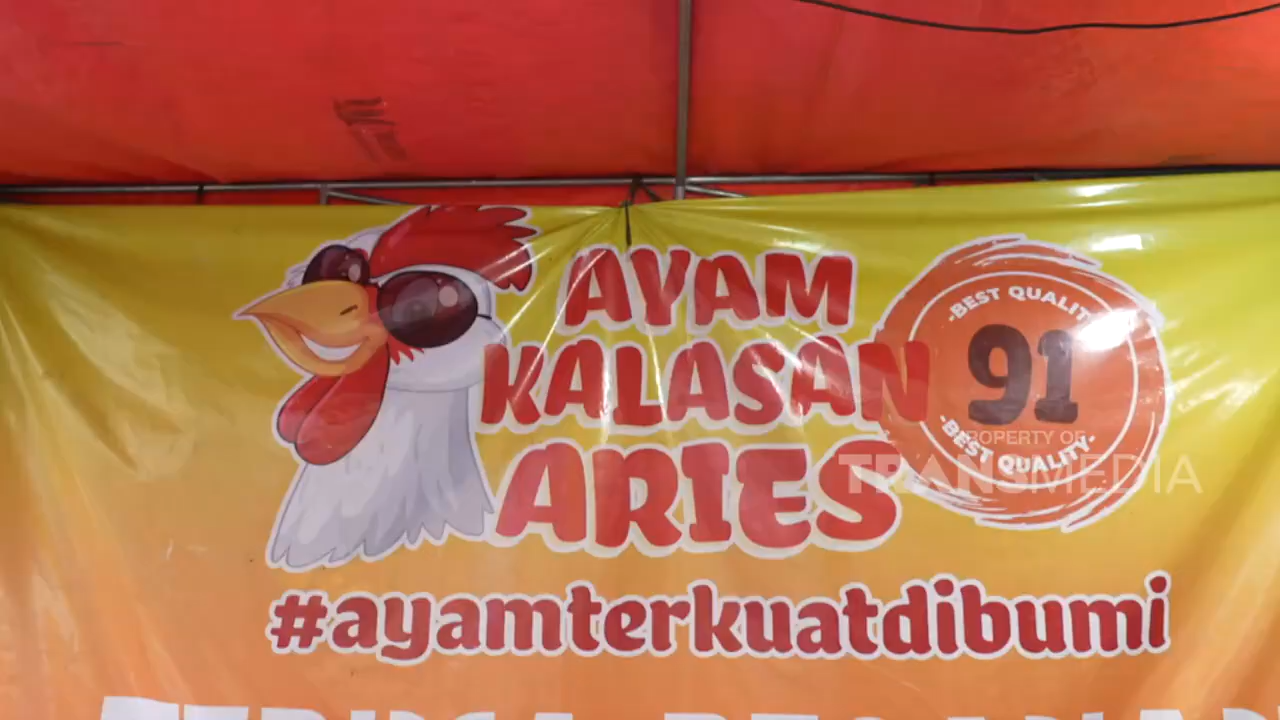 AYAM
KALASAN
ARIES
-BEST QUALITY-
91
-BEST QUALITY-
PROPERTY OF
TRANSMEDIA
#ayamterkuatdibumi